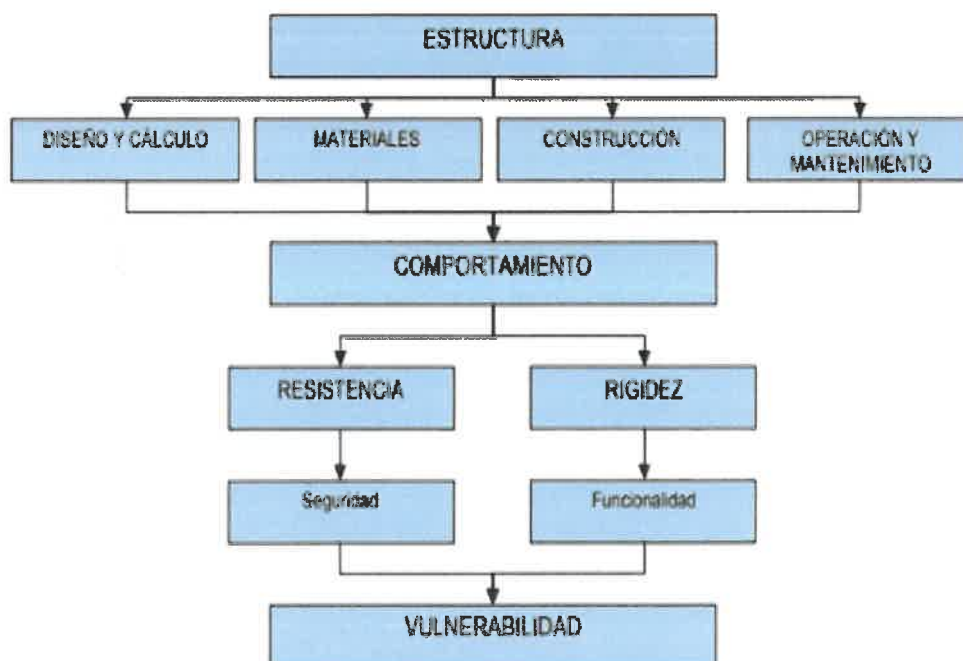 ESTRUCTURA
DISEÑO Y CÁLCULO
MATERIALES
CONSTRUCCIÓN
OPERACIÓN Y
MANTENIMIENTO
COMPORTAMIENTO
RESISTENCIA
RIGIDEZ
Seguridad
Funcionalidad
VULNERABILIDAD